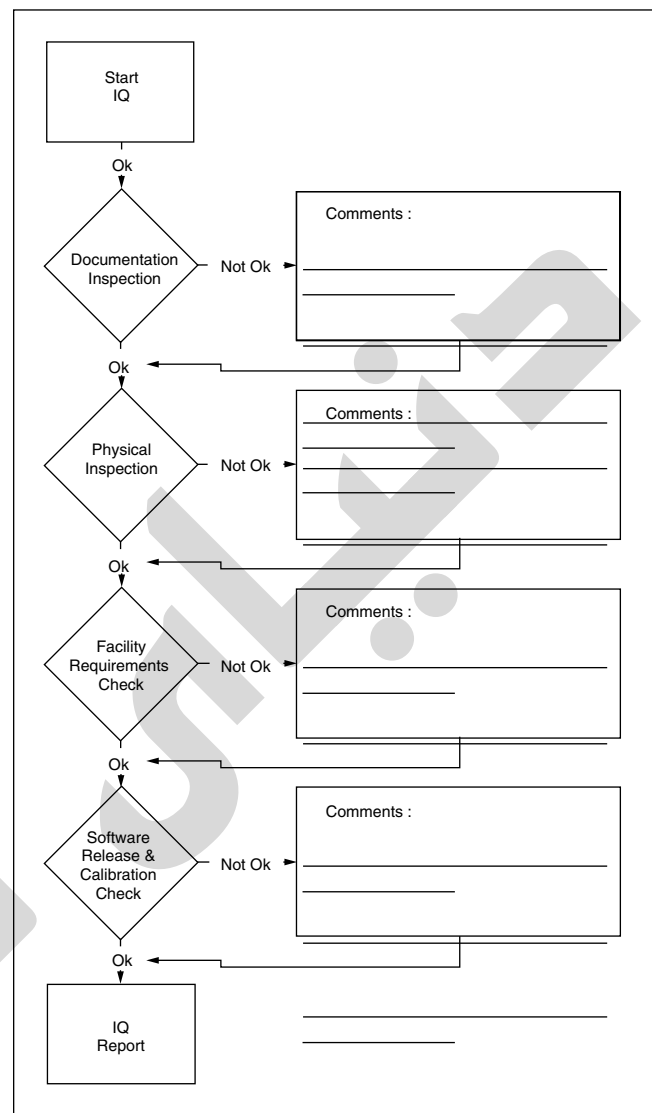 Start
IQ
Ok
Comments :
Documentation
Inspection
Not Ok
Ok
Comments :
Physical
Inspection
Not Ok
Ok
Comments :
Facility
Requirements
Check
Not Ok
Ok
Comments :
Software
Release &
Calibration
Check
Not Ok
Ok
IQ
Report
دنیای